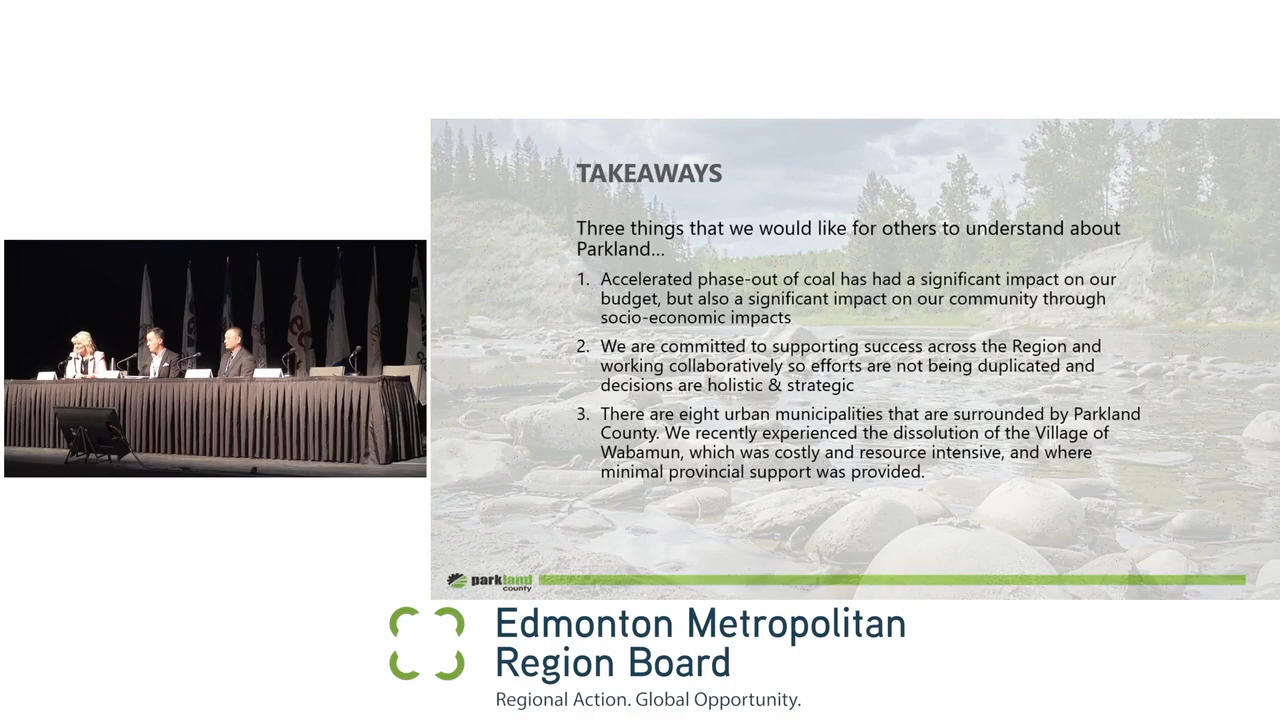 TAKEAWAYS
Three things that we would like for others to understand about
Parkland...
1. Accelerated phase-out of coal has had a significant impact on our
budget, but also a significant impact on our community through
socio-economic impacts
2. We are committed to supporting success across the Region and
working collaboratively so efforts are not being duplicated and
decisions are holistic & strategic
3. There are eight urban municipalities that are surrounded by Parkland
County. We recently experienced the dissolution of the Village of
Wabamun, which was costly and resource intensive, and where
minimal provincial support was provided.
parkland
county
Edmonton Metropolitan
Region Board
Regional Action. Global Opportunity.